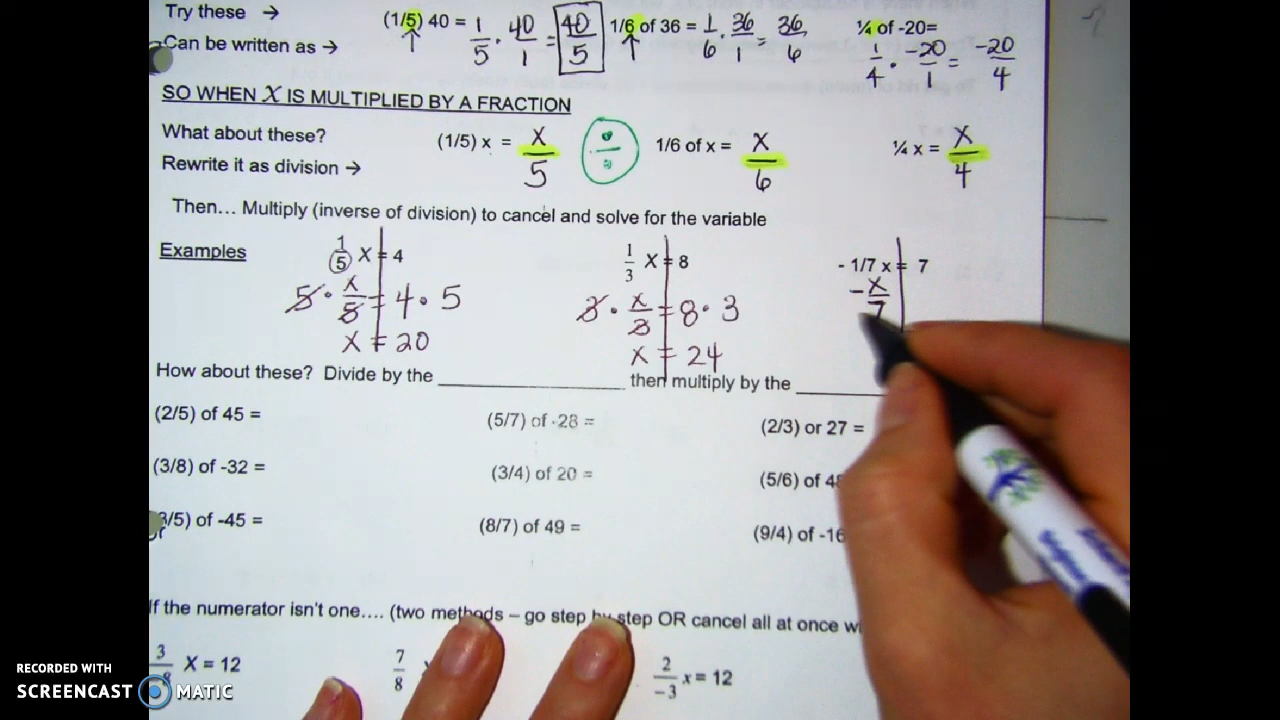 Try these → (1/5) 40 = 1/5 · 40/1 = 40/5 1/6 of 36 = 1/6 · 36/1 = 36/6 ¼ of -20=
Can be written as → 1/4 · -20/1 = -20/4
SO WHEN X IS MULTIPLIED BY A FRACTION
What about these? (1/5) x = x/5 ÷ 1/6 of x = x/6 ¼ x = x/4
Rewrite it as division →
Then... Multiply (inverse of division) to cancel and solve for the variable
Examples 1/5 X = 4 1/3 X = 8 - 1/7 x = 7
5 · x/5 = 4 · 5 3 · x/3 = 8 · 3 - x/7
x = 20 x = 24
How about these? Divide by the ____________ then multiply by the ________
(2/5) of 45 = (5/7) of -28 = (2/3) or 27 =
(3/8) of -32 = (3/4) of 20 = (5/6) of
3/5) of -45 = (8/7) of 49 = (9/4) of -16
If the numerator isn't one.... (two methods – go step by step OR cancel all at once
3/8 X = 12 7/8 2/-3 x = 12
RECORDED WITH
SCREENCAST MATIC